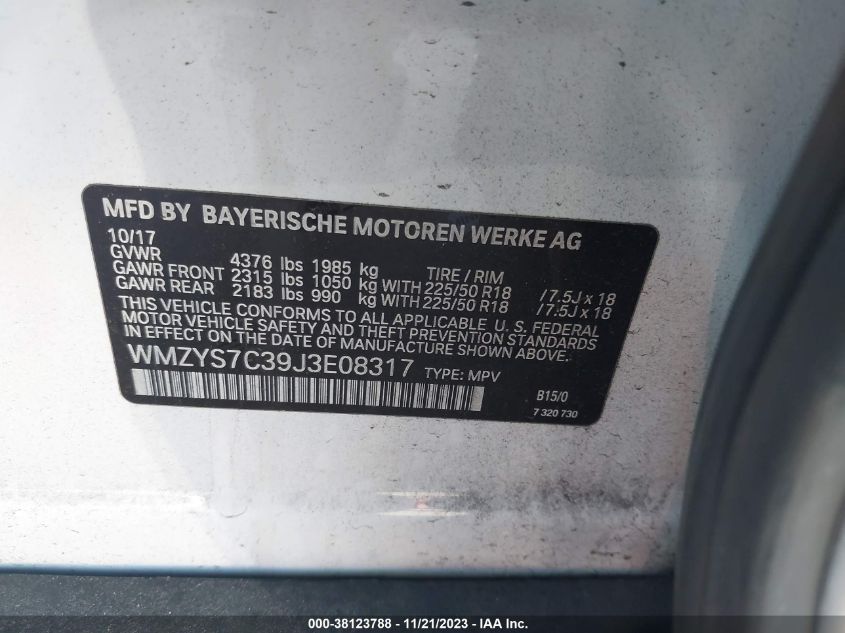 MFD BY BAYERISCHE MOTOREN WERKE AG
10/17
GVWR 4376 lbs 1985 kg TIRE / RIM
GAWR FRONT 2315 lbs 1050 kg WITH 225/50 R18 / 7.5J x 18
GAWR REAR 2183 lbs 990 kg WITH 225/50 R18 / 7.5J x 18
THIS VEHICLE CONFORMS TO ALL APPLICABLE U. S. FEDERAL
MOTOR VEHICLE SAFETY AND THEFT PREVENTION STANDARDS
IN EFFECT ON THE DATE OF MANUFACTURE SHOWN ABOVE.
WMZYS7C39J3E08317 TYPE: MPV
B15/0
7 320 730
000-38123788 - 11/21/2023 - IAAI.COM